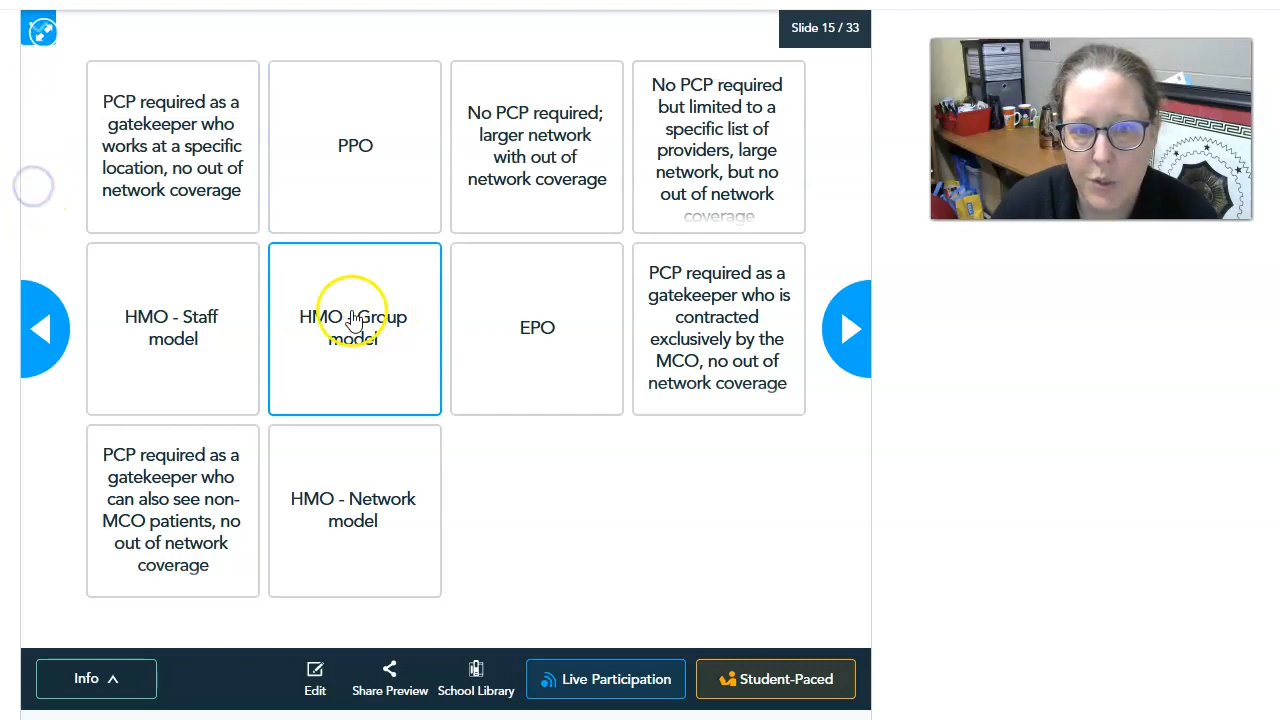 Slide 15 / 33
PCP required as a
gatekeeper who
works at a specific
location, no out of
network coverage
PPO
No PCP required;
larger network
with out of
network coverage
No PCP required
but limited to a
specific list of
providers, large
network, but no
out of network
coverage
HMO - Staff
model
HMO - Group
model
EPO
PCP required as a
gatekeeper who is
contracted
exclusively by the
MCO, no out of
network coverage
PCP required as a
gatekeeper who
can also see non-
MCO patients, no
out of network
coverage
HMO - Network
model
Info
Edit
Share Preview
School Library
Live Participation
Student-Paced